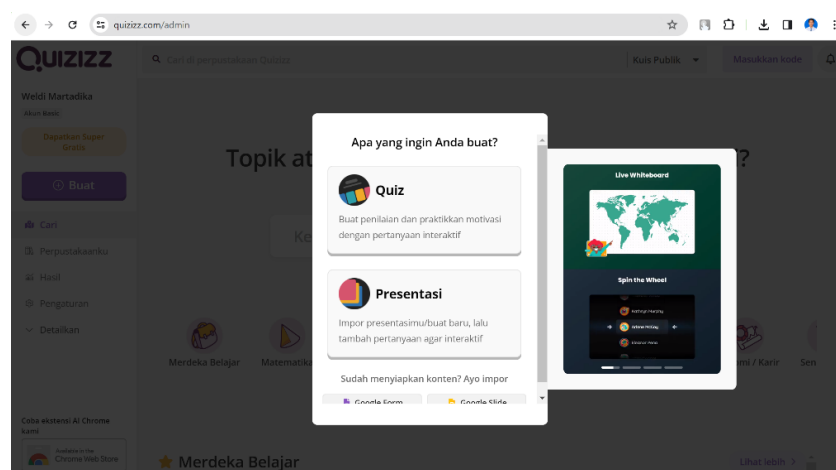 quizizz.com/admin
QUIZIZZ
Cari di perpustakaan Quizizz
Kuis Publik
Masukkan kode
Weldi Martadika
Akun Basic
Dapatkan Super
Gratis
Buat
Cari
Perpustakaanku
Hasil
Pengaturan
Detailkan
Coba ekstensi AI Chrome
kami
Available in the
Chrome Web Store
Topik at
?
Ke
Merdeka Belajar
Matematika
Apa yang ingin Anda buat?
Quiz
Buat penilaian dan praktikkan motivasi
dengan pertanyaan interaktif
Presentasi
Impor presentasimu/buat baru, lalu
tambah pertanyaan agar interaktif
Sudah menyiapkan konten? Ayo impor
Google Form
Google Slide
Live Whiteboard
Spin the Wheel
mi / Karir
Sen
Merdeka Belajar
Lihat lebih